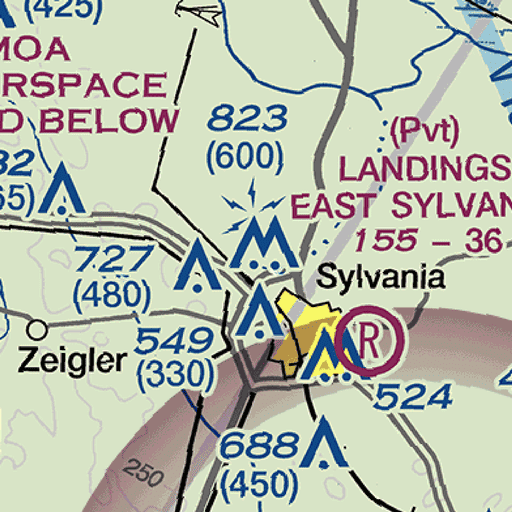 (425)
MOA
ERSPACE
D BELOW
823
(600)
(Pvt)
LANDINGS
EAST SYLVAN
155 - 36
82
65)
727
(480)
Sylvania
Zeigler
549
(330)
R
524
688
(450)
250